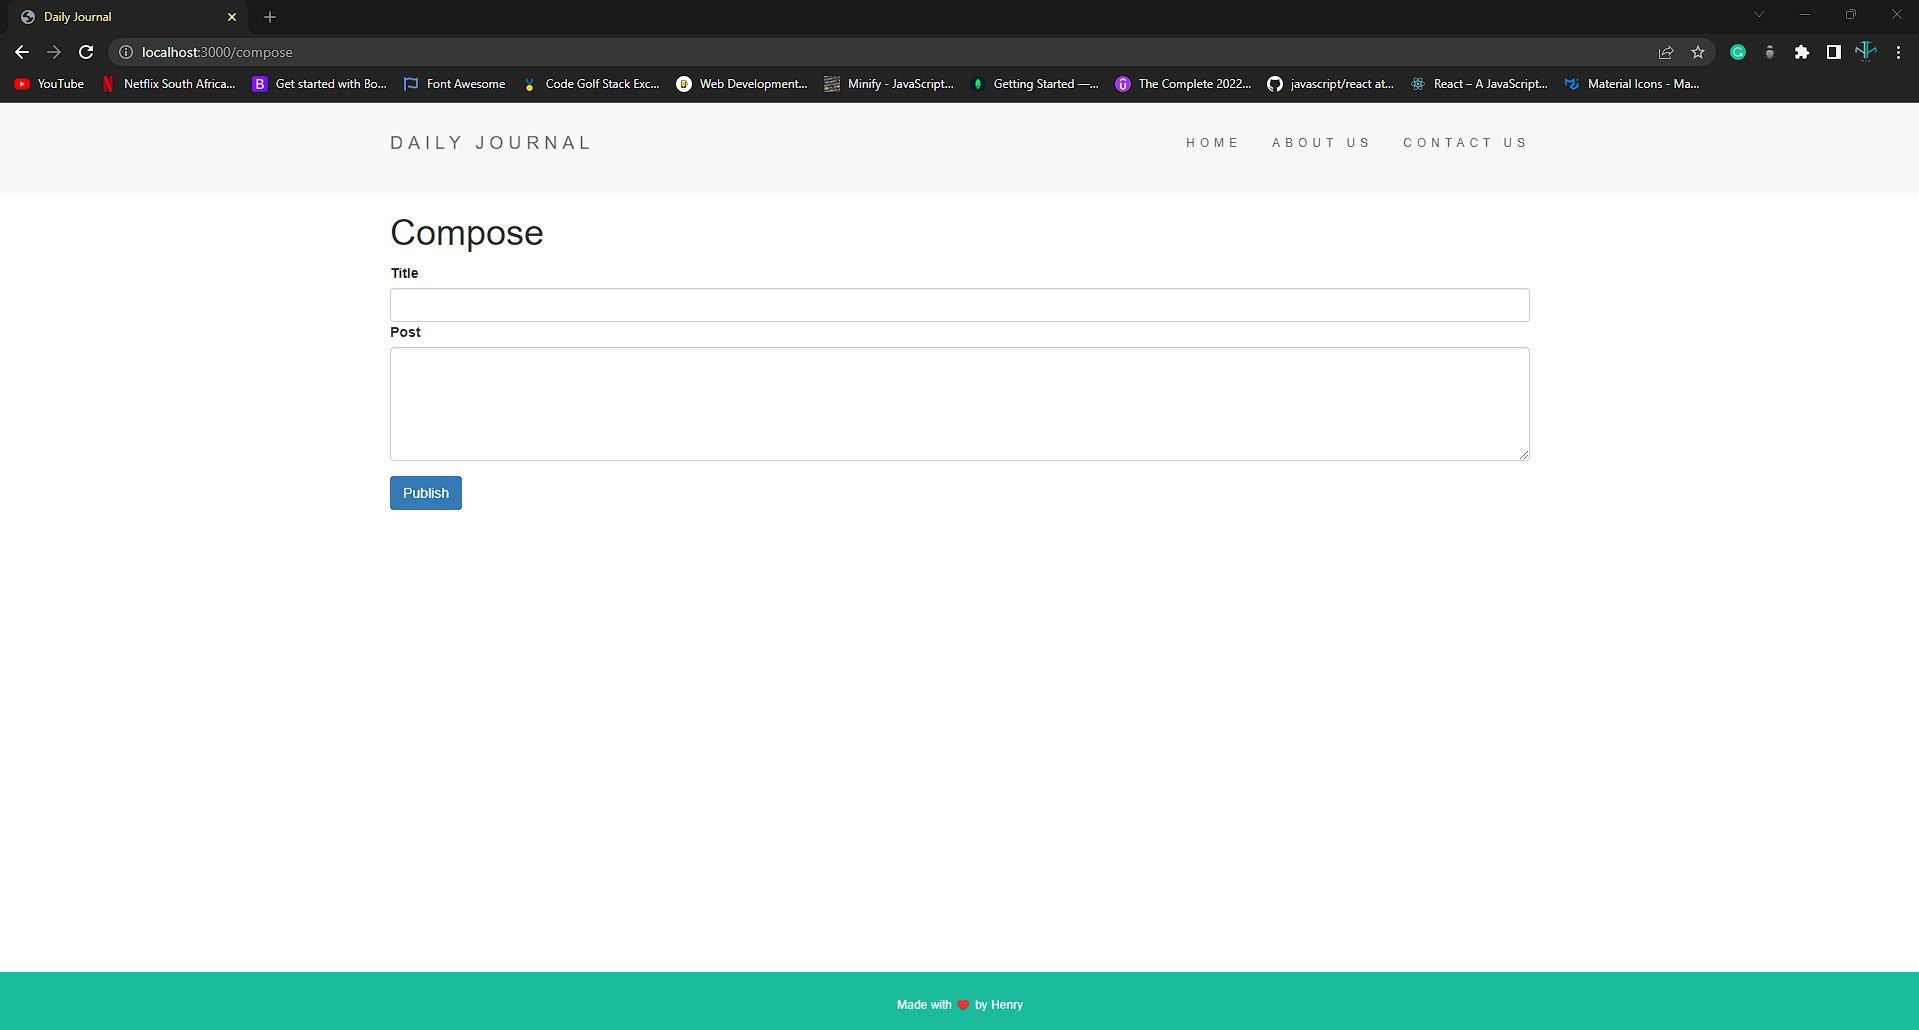 Daily Journal
localhost:3000/compose
YouTube
Netflix South Africa...
Get started with Bo...
Font Awesome
Code Golf Stack Exc...
Web Development...
Minify - JavaScript...
Getting Started —...
The Complete 2022...
javascript/react at...
React – A JavaScript...
Material Icons - Ma...
DAILY JOURNAL
HOME
ABOUT US
CONTACT US
Compose
Title
Post
Publish
Made with ❤️ by Henry